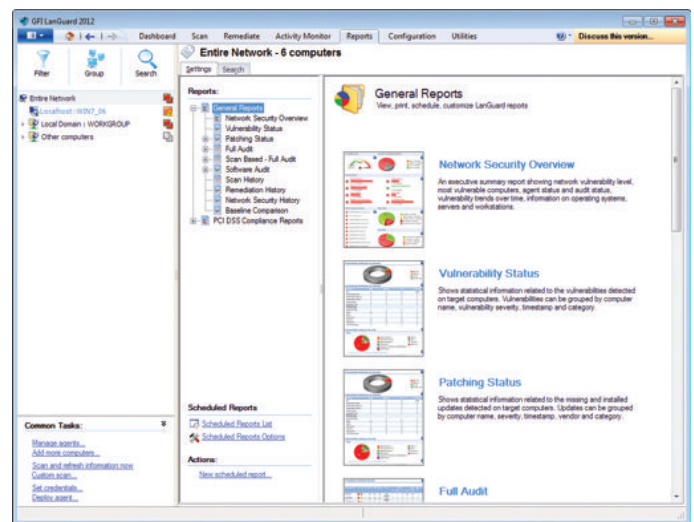 GFI LanGuard 2012
Dashboard Scan Remediate Activity Monitor Reports Configuration Utilities Discuss this version...
Filter Group Search
Entire Network
Localhost : WIN7_06
Local Domain : WORKGROUP
Other computers
Common Tasks:
Manage agents...
Add more computers...
Scan and refresh information now
Custom scan...
Set credentials...
Deploy agent...
Entire Network - 6 computers
Settings Search
Reports:
General Reports
Network Security Overview
Vulnerability Status
Patching Status
Full Audit
Scan Based - Full Audit
Software Audit
Scan History
Remediation History
Network Security History
Baseline Comparison
PCI DSS Compliance Reports
Scheduled Reports
Scheduled Reports List
Scheduled Reports Options
Actions:
New scheduled report...
General Reports
View, print, schedule, customize LanGuard reports
Network Security Overview
An executive summary report showing network vulnerability level,
most vulnerable computers, agent status and audit status,
vulnerability trends over time, information on operating systems,
servers and workstations.
Vulnerability Status
Shows statistical information related to the vulnerabilities detected
on target computers. Vulnerabilities can be grouped by computer
name, vulnerability severity, timestamp and category.
Patching Status
Shows statistical information related to the missing and installed
updates detected on target computers. Updates can be grouped
by computer name, severity, timestamp, vendor and category.
Full Audit